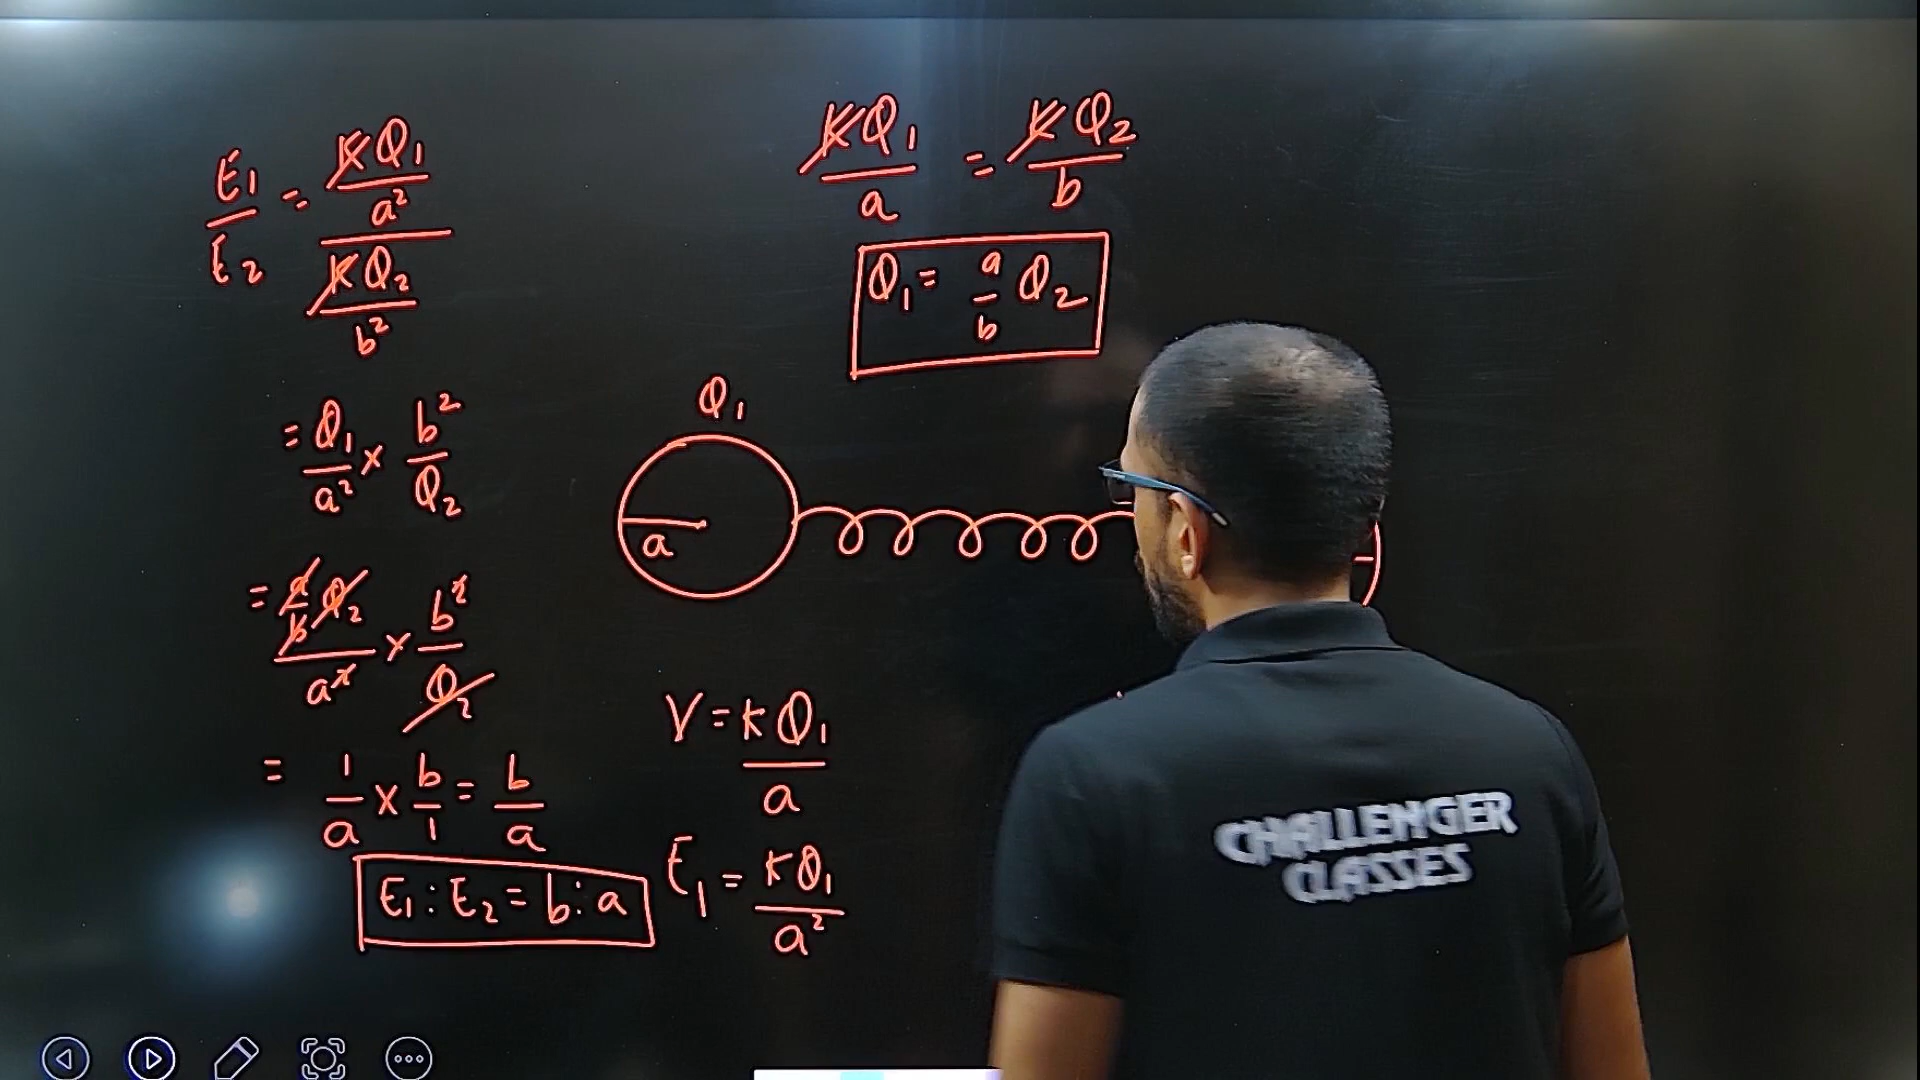 E₁/E₂ = (KQ₁/a²)/(KQ₂/b²)
= Q₁/a² × b²/Q₂
= (a/b Q₂)/a² × b²/Q₂
= 1/a × b/1 = b/a
E₁ : E₂ = b : a
KQ₁/a = KQ₂/b
Q₁ = a/b Q₂
Q₁
a
V = KQ₁/a
E₁ = KQ₁/a²
CHALLENGER
CLASSES